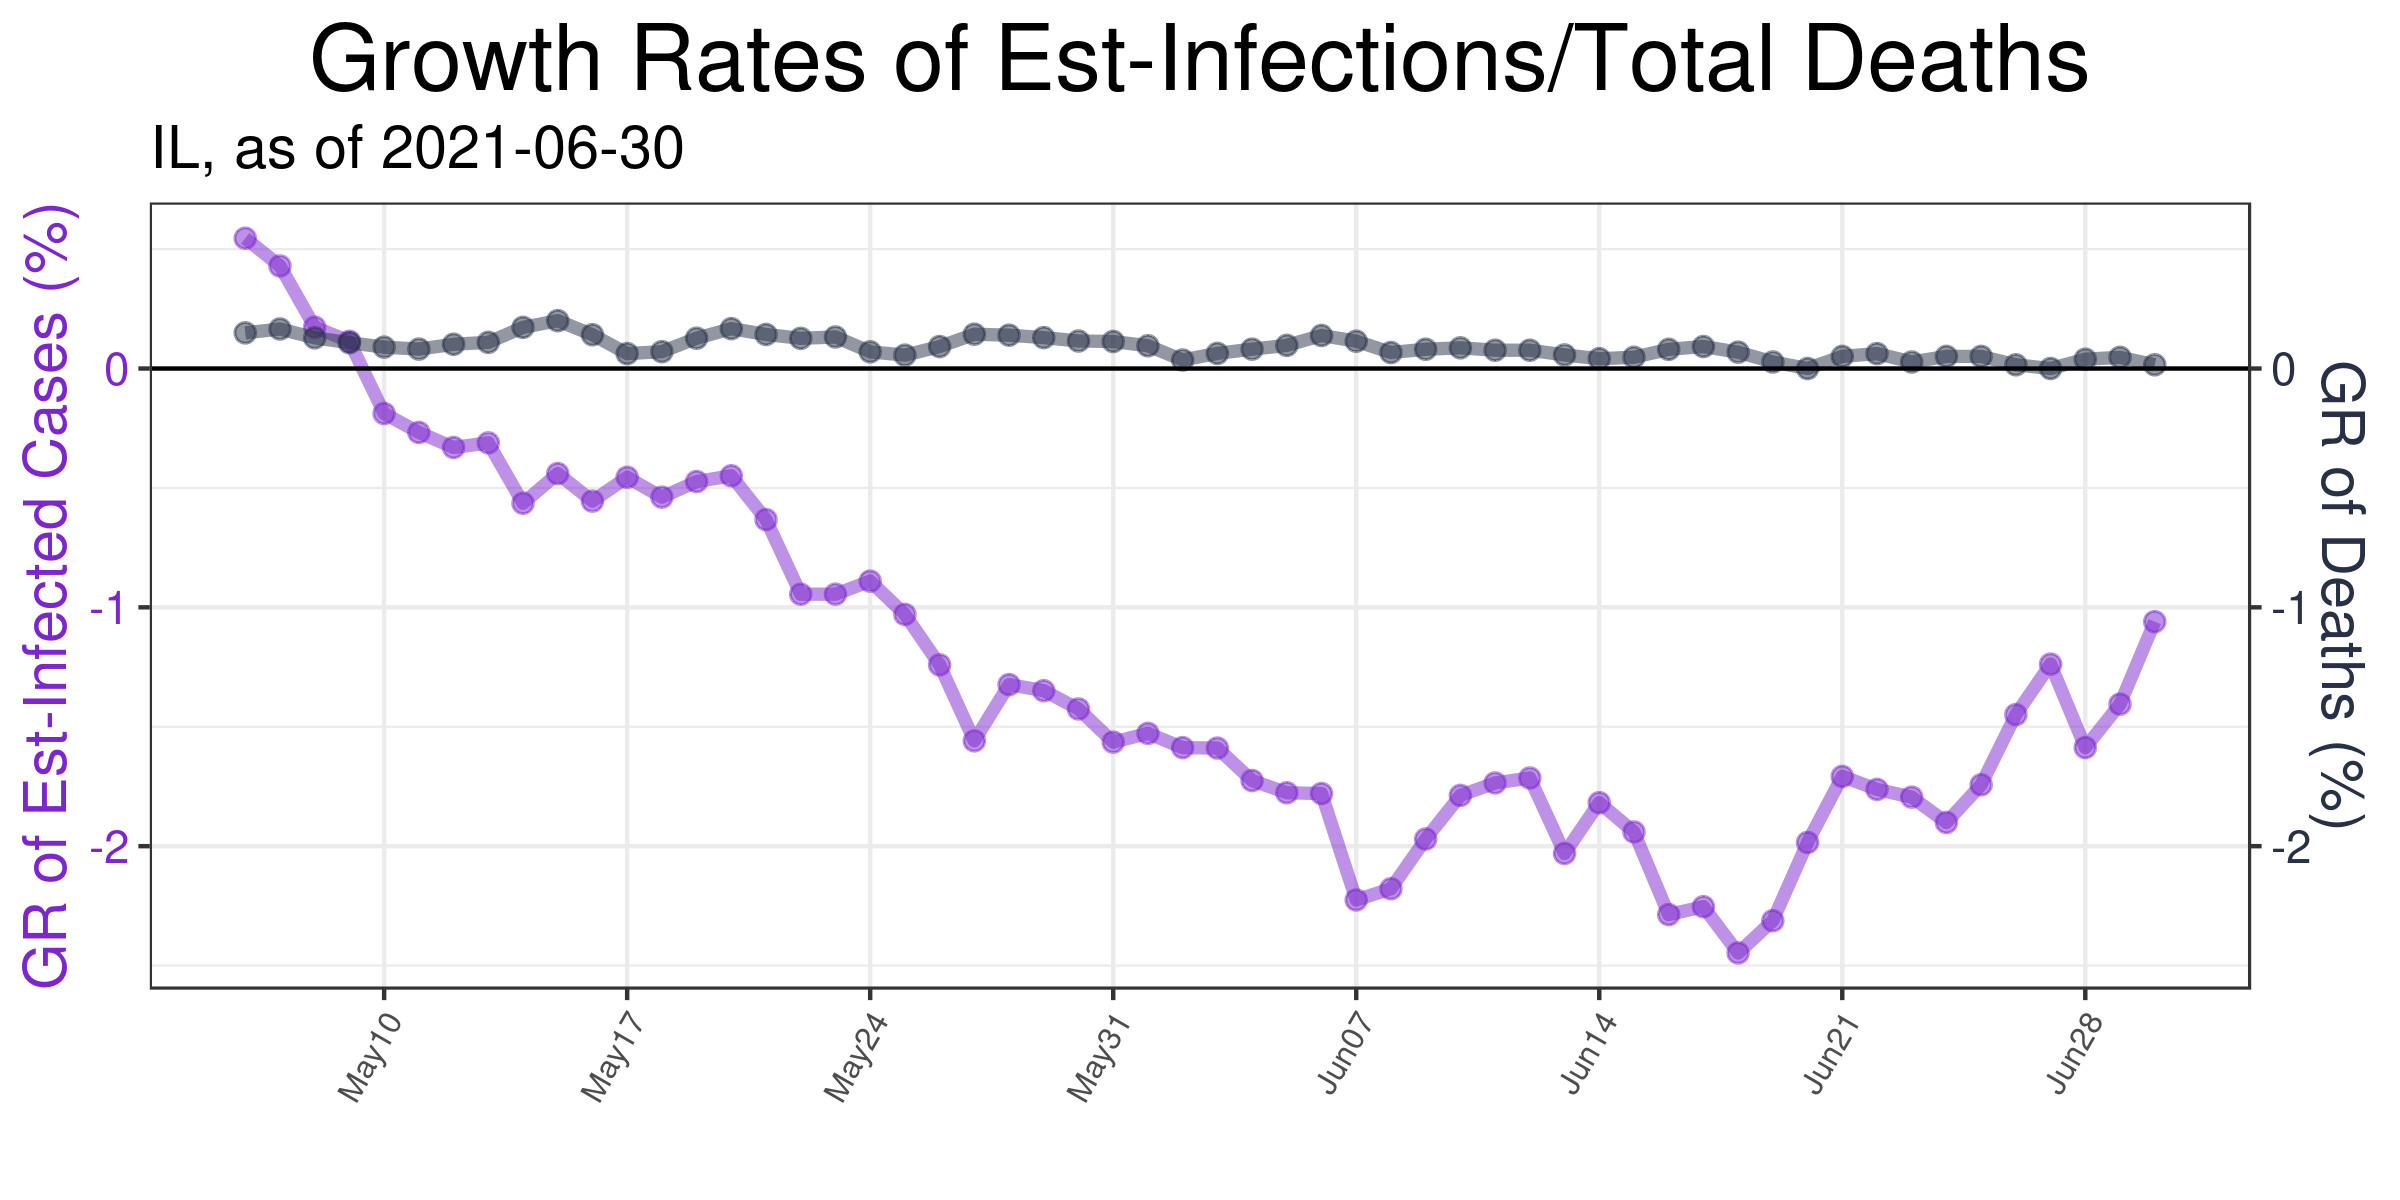 Growth Rates of Est-Infections/Total Deaths
IL, as of 2021-06-30
GR of Est-Infected Cases (%)
0
-1
-2
0
-1
-2
GR of Deaths (%)
May10
May17
May24
May31
Jun07
Jun14
Jun21
Jun28